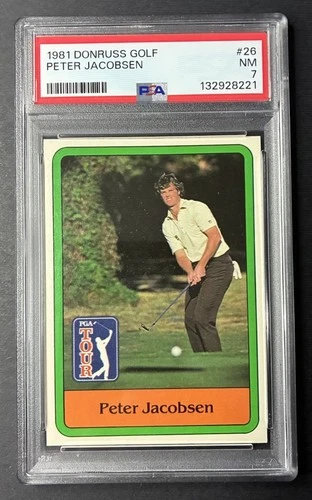 1981 DONRUSS GOLF #26
PETER JACOBSEN NM
PSA 7
132928221
PGA
TOUR
Peter Jacobsen